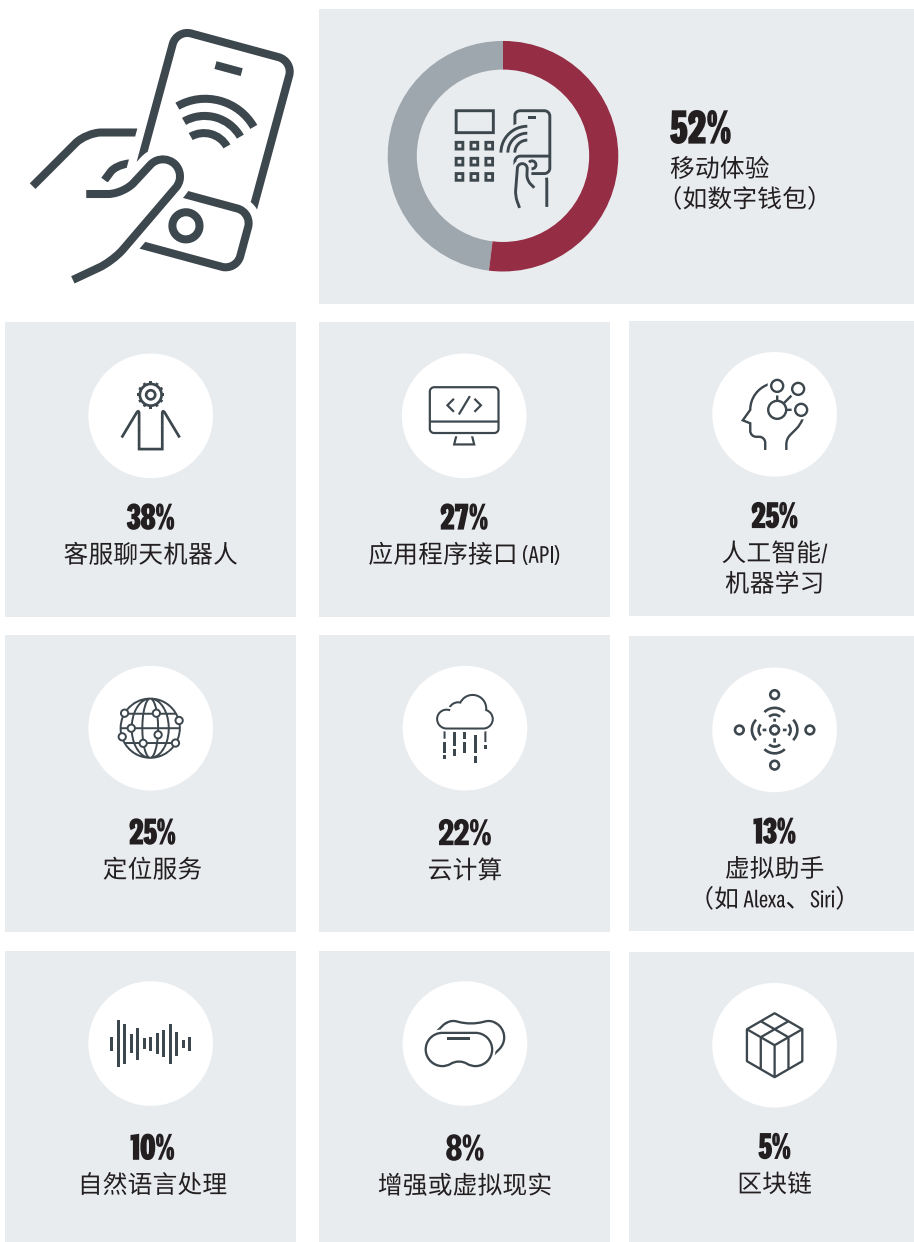 52%
移动体验
（如数字钱包）
38%
客服聊天机器人
27%
应用程序接口 (API)
25%
人工智能/
机器学习
25%
定位服务
22%
云计算
13%
虚拟助手
（如 Alexa、Siri）
10%
自然语言处理
8%
增强或虚拟现实
5%
区块链